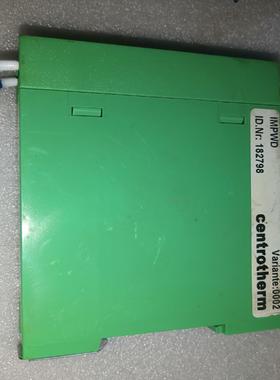 IMPWD
ID.Nr: 182798
Variante:0002
centrotherm